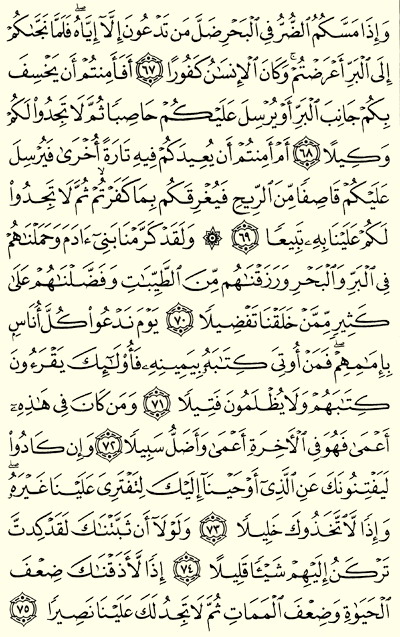 وَإِذَا مَسَّكُمُ ٱلضُّرُّ فِى ٱلْبَحْرِ ضَلَّ مَن تَدْعُونَ إِلَّآ إِيَّاهُ ۖ فَلَمَّا نَجَّىٰكُمْ
إِلَى ٱلْبَرِّ أَعْرَضْتُمْ ۚ وَكَانَ ٱلْإِنسَـٰنُ كَفُورًا ٦٧ أَفَأَمِنتُمْ أَن يَخْسِفَ
بِكُمْ جَانِبَ ٱلْبَرِّ أَوْ يُرْسِلَ عَلَيْكُمْ حَاصِبًا ثُمَّ لَا تَجِدُوا۟ لَكُمْ
وَكِيلًا ٦٨ أَمْ أَمِنتُمْ أَن يُعِيدَكُمْ فِيهِ تَارَةً أُخْرَىٰ فَيُرْسِلَ
عَلَيْكُمْ قَاصِفًا مِّنَ ٱلرِّيحِ فَيُغْرِقَكُم بِمَا كَفَرْتُمْ ۙ ثُمَّ لَا تَجِدُوا۟
لَكُمْ عَلَيْنَا بِهِۦ تَبِيعًا ٦٩ ۞ وَلَقَدْ كَرَّمْنَا بَنِىٓ ءَادَمَ وَحَمَلْنَـٰهُمْ
فِى ٱلْبَرِّ وَٱلْبَحْرِ وَرَزَقْنَـٰهُم مِّنَ ٱلطَّيِّبَـٰتِ وَفَضَّلْنَـٰهُمْ عَلَىٰ
كَثِيرٍ مِّمَّنْ خَلَقْنَا تَفْضِيلًا ٧٠ يَوْمَ نَدْعُوا۟ كُلَّ أُنَاسٍۭ
بِإِمَـٰمِهِمْ ۖ فَمَنْ أُوتِىَ كِتَـٰبَهُۥ بِيَمِينِهِۦ فَأُو۟لَـٰٓئِكَ يَقْرَءُونَ
كِتَـٰبَهُمْ وَلَا يُظْلَمُونَ فَتِيلًا ٧١ وَمَن كَانَ فِى هَـٰذِهِۦٓ
أَعْمَىٰ فَهُوَ فِى ٱلْـَٔاخِرَةِ أَعْمَىٰ وَأَضَلُّ سَبِيلًا ٧٢ وَإِن كَادُوا۟
لَيَفْتِنُونَكَ عَنِ ٱلَّذِىٓ أَوْحَيْنَآ إِلَيْكَ لِتَفْتَرِىَ عَلَيْنَا غَيْرَهُۥ ۖ
وَإِذًا لَّٱتَّخَذُوكَ خَلِيلًا ٧٣ وَلَوْلَآ أَن ثَبَّتْنَـٰكَ لَقَدْ كِدتَّ
تَرْكَنُ إِلَيْهِمْ شَيْـًٔا قَلِيلًا ٧٤ إِذًا لَّأَذَقْنَـٰكَ ضِعْفَ
ٱلْحَيَوٰةِ وَضِعْفَ ٱلْمَمَاتِ ثُمَّ لَا تَجِدُ لَكَ عَلَيْنَا نَصِيرًا ٧٥